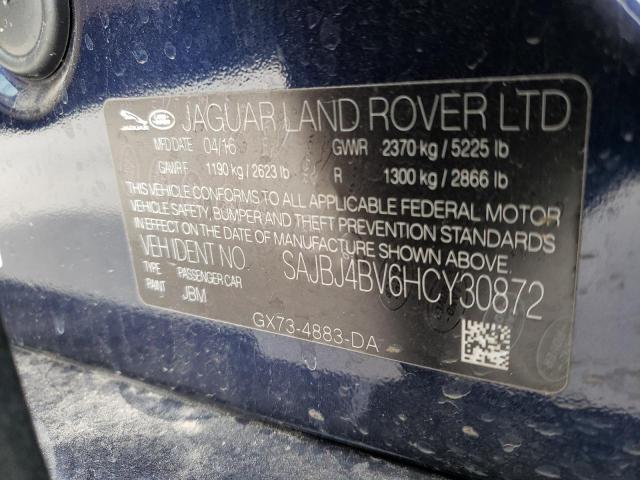 JAGUAR LAND ROVER LTD
JAGUAR
MFD DATE 04/16 GVWR 2370 kg / 5225 lb
GAWR F 1190 kg / 2623 lb R 1300 kg / 2866 lb
THIS VEHICLE CONFORMS TO ALL APPLICABLE FEDERAL MOTOR
VEHICLE SAFETY, BUMPER AND THEFT PREVENTION STANDARDS
IN EFFECT ON THE DATE OF MANUFACTURE SHOWN ABOVE.
VEH IDENT NO SAJBJ4BV6HCY30872
TYPE PASSENGER CAR
PAINT JBM
GX73-4883-DA